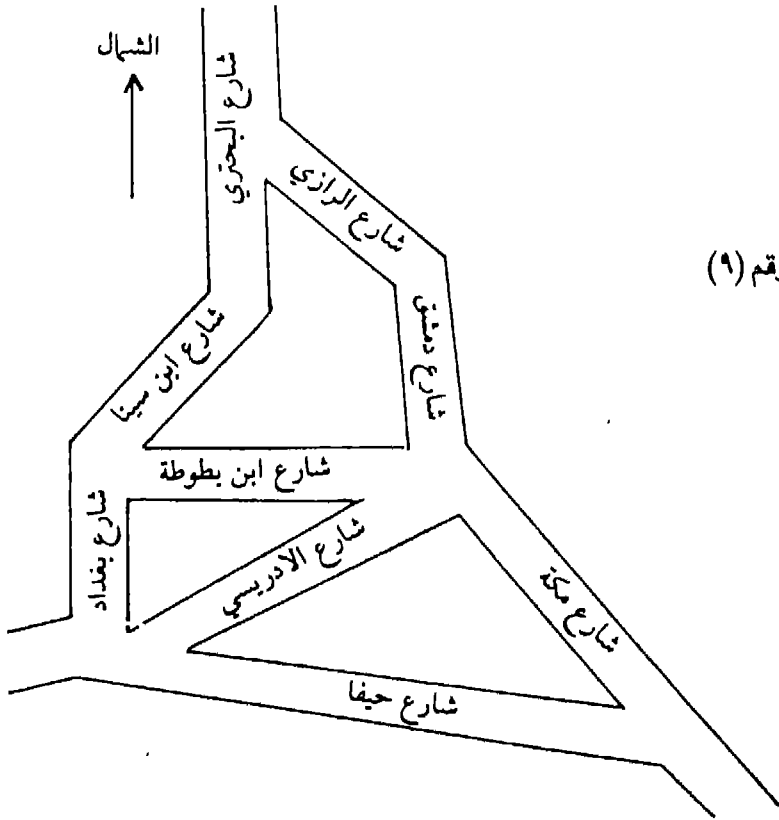 الشمال
شارع البحتري
شارع الرازي
رقم (٩)
شارع دمشق
شارع ابن سينا
شارع ابن بطوطة
شارع بغداد
شارع الادريسي
شارع مكة
شارع حيفا